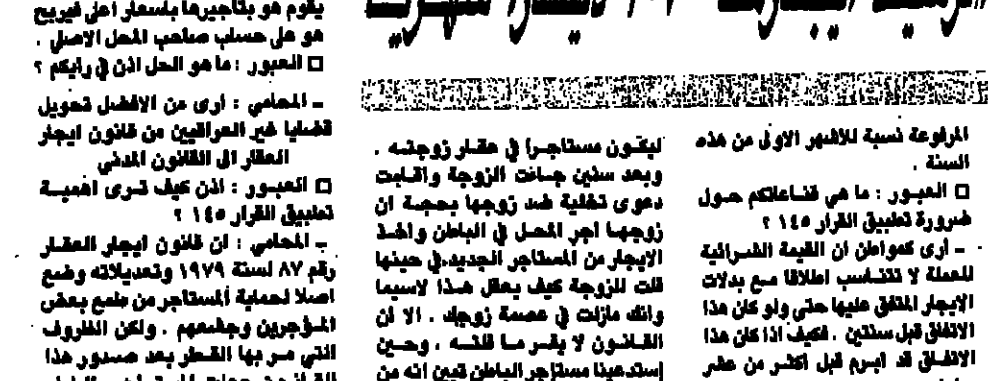 المرفوعة نسبة للاشهر الاولى من هذه
السنة .
□ العبور : ما هي قناعاتكم حول
ضرورة تطبيق القرار ١٤٥ ؟
ـ أرى كمواطن ان القيمة الشرائية
للعملة لا تتناسب اطلاقا مع بدلات
الايجار المتفق عليها حتى ولو كان هذا
الاتفاق قبل سنتين . فكيف اذا كان هذا
الاتفاق قد ابرم قبل اكثر من عشر
ليكون مستاجرا في عقار زوجته .
وبعد سنين جاءت الزوجة واقامت
دعوى تخلية ضد زوجها بحجة ان
زوجها اجر المحل في الباطن واخذ
الايجار من المستاجر الجديد.في حينها
قلت للزوجة كيف يعقل هذا لاسيما
وانك مازلت في عصمة زوجك . الا ان
القانون لا يقر ما قلته . وحين
إستدعينا مستاجر الباطن تبين انه من
يقوم هو بتأجيرها باسعار اعلى فيربح
هو على حساب صاحب المحل الاصلي .
□ العبور : ما هو الحل اذن في رايكم ؟
ـ المحامي : ارى من الافضل تحويل
قضايا غير العراقيين من قانون ايجار
العقار الى القانون المدني
□ العبور : اذن كيف ترى اهمية
تطبيق القرار ١٤٥ ؟
ـ المحامي : ان قانون ايجار العقار
رقم ٨٧ لسنة ١٩٧٩ وتعديلاته وضع
اصلا لحماية المستاجر من طمع بعض
المؤجرين وجشعهم . ولكن الظروف
التي مر بها القطر بعد صدور هذا